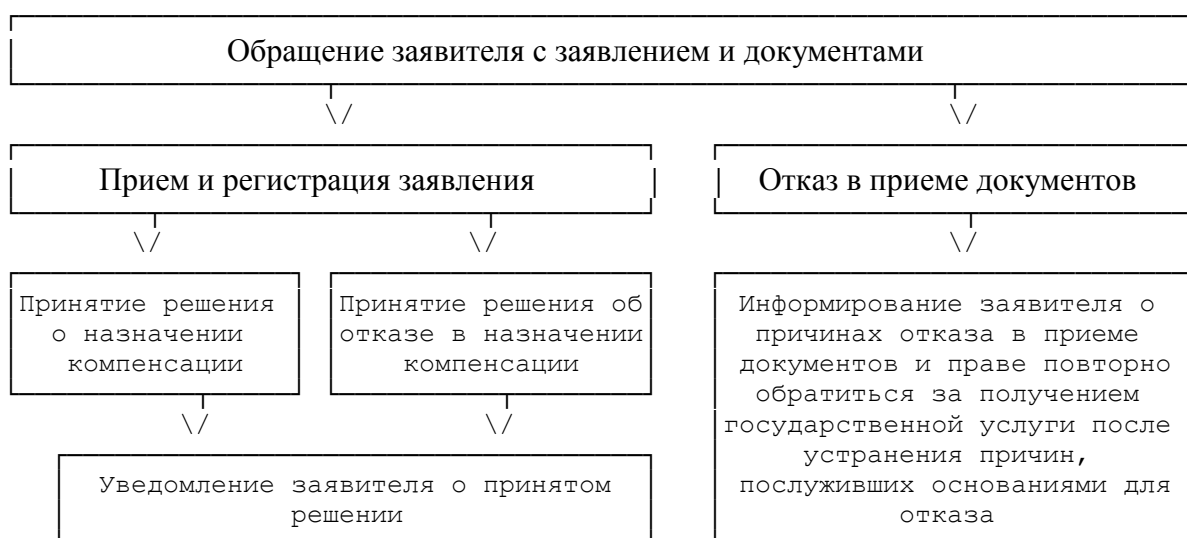 Обращение заявителя с заявлением и документами
Прием и регистрация заявления
Отказ в приеме документов
Принятие решения
о назначении
компенсации
Принятие решения об
отказе в назначении
компенсации
Информирование заявителя о
причинах отказа в приеме
документов и праве повторно
обратиться за получением
государственной услуги после
устранения причин,
послуживших основаниями для
отказа
Уведомление заявителя о принятом
решении